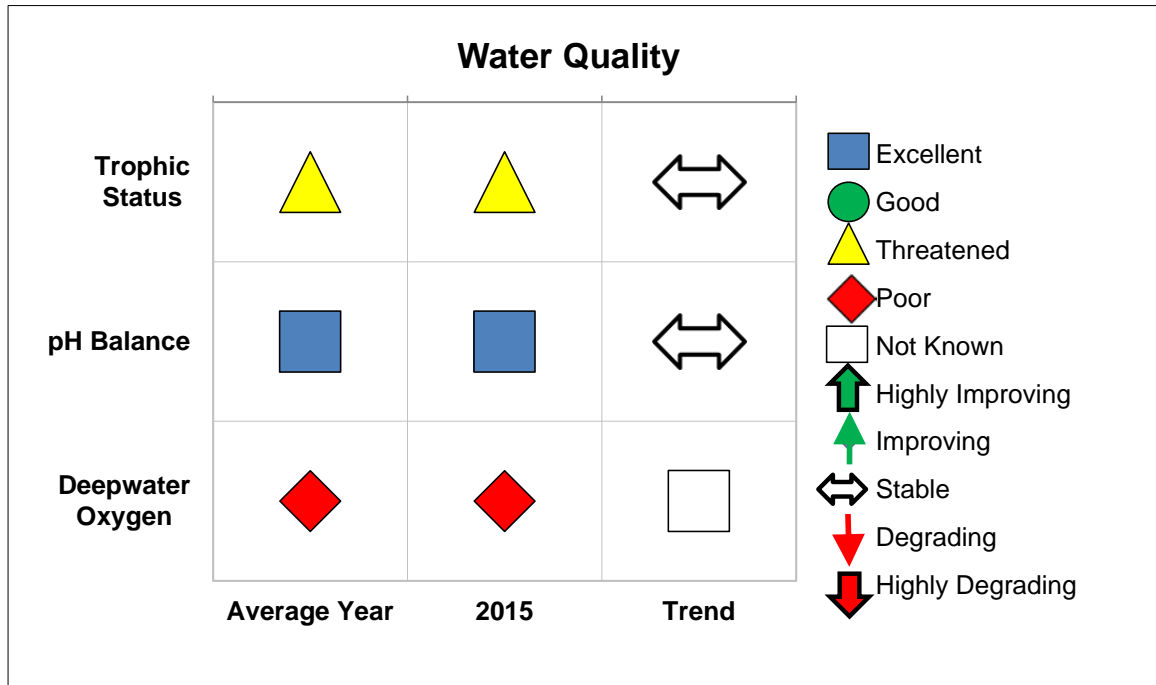 Water Quality
Trophic
Status
pH Balance
Deepwater
Oxygen
Average Year
2015
Trend
Excellent
Good
Threatened
Poor
Not Known
Highly Improving
Improving
Stable
Degrading
Highly Degrading